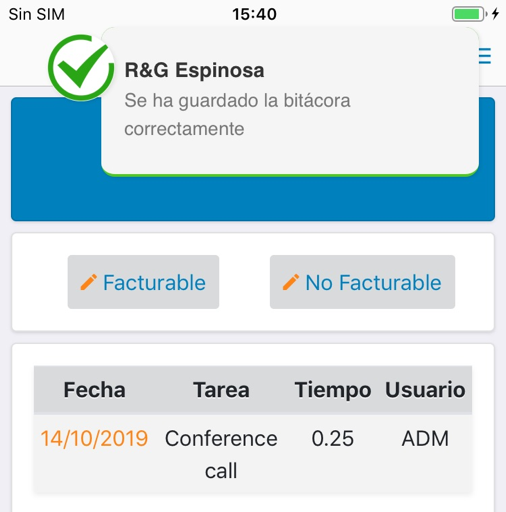 Sin SIM 15:40
R&G Espinosa
Se ha guardado la bitácora
correctamente
Facturable No Facturable
Fecha Tarea Tiempo Usuario
14/10/2019 Conference 0.25 ADM
call